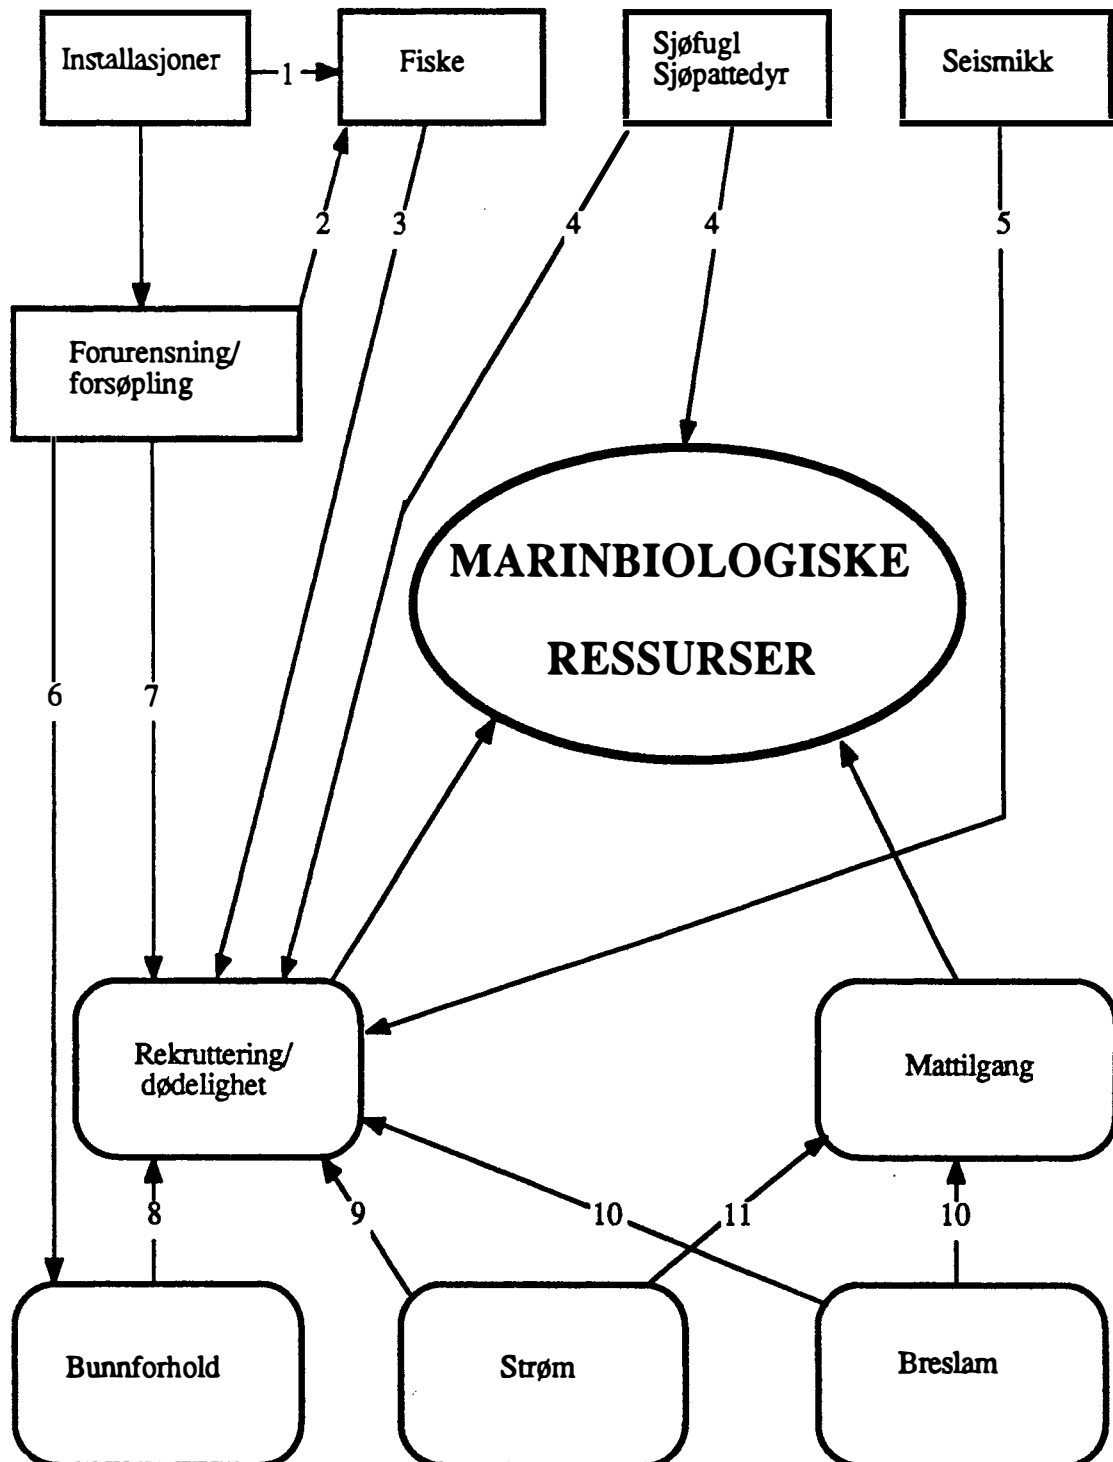 Installasjoner
1
Fiske
Sjøfugl
Sjøpattedyr
Seismikk
2
3
4
4
5
Forurensning/
forsøpling
MARINBIOLOGISKE
RESSURSER
6
7
Rekruttering/
dødelighet
Mattilgang
8
9
10
11
10
Bunnforhold
Strøm
Breslam